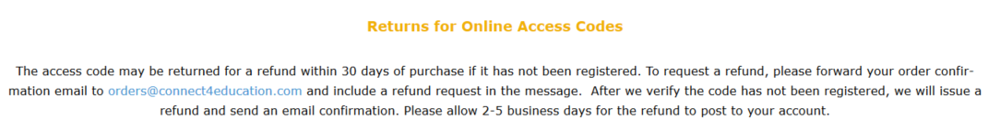 Returns for Online Access Codes
The access code may be returned for a refund within 30 days of purchase if it has not been registered. To request a refund, please forward your order confir-
mation email to orders@connect4education.com and include a refund request in the message.  After we verify the code has not been registered, we will issue a
refund and send an email confirmation. Please allow 2-5 business days for the refund to post to your account.